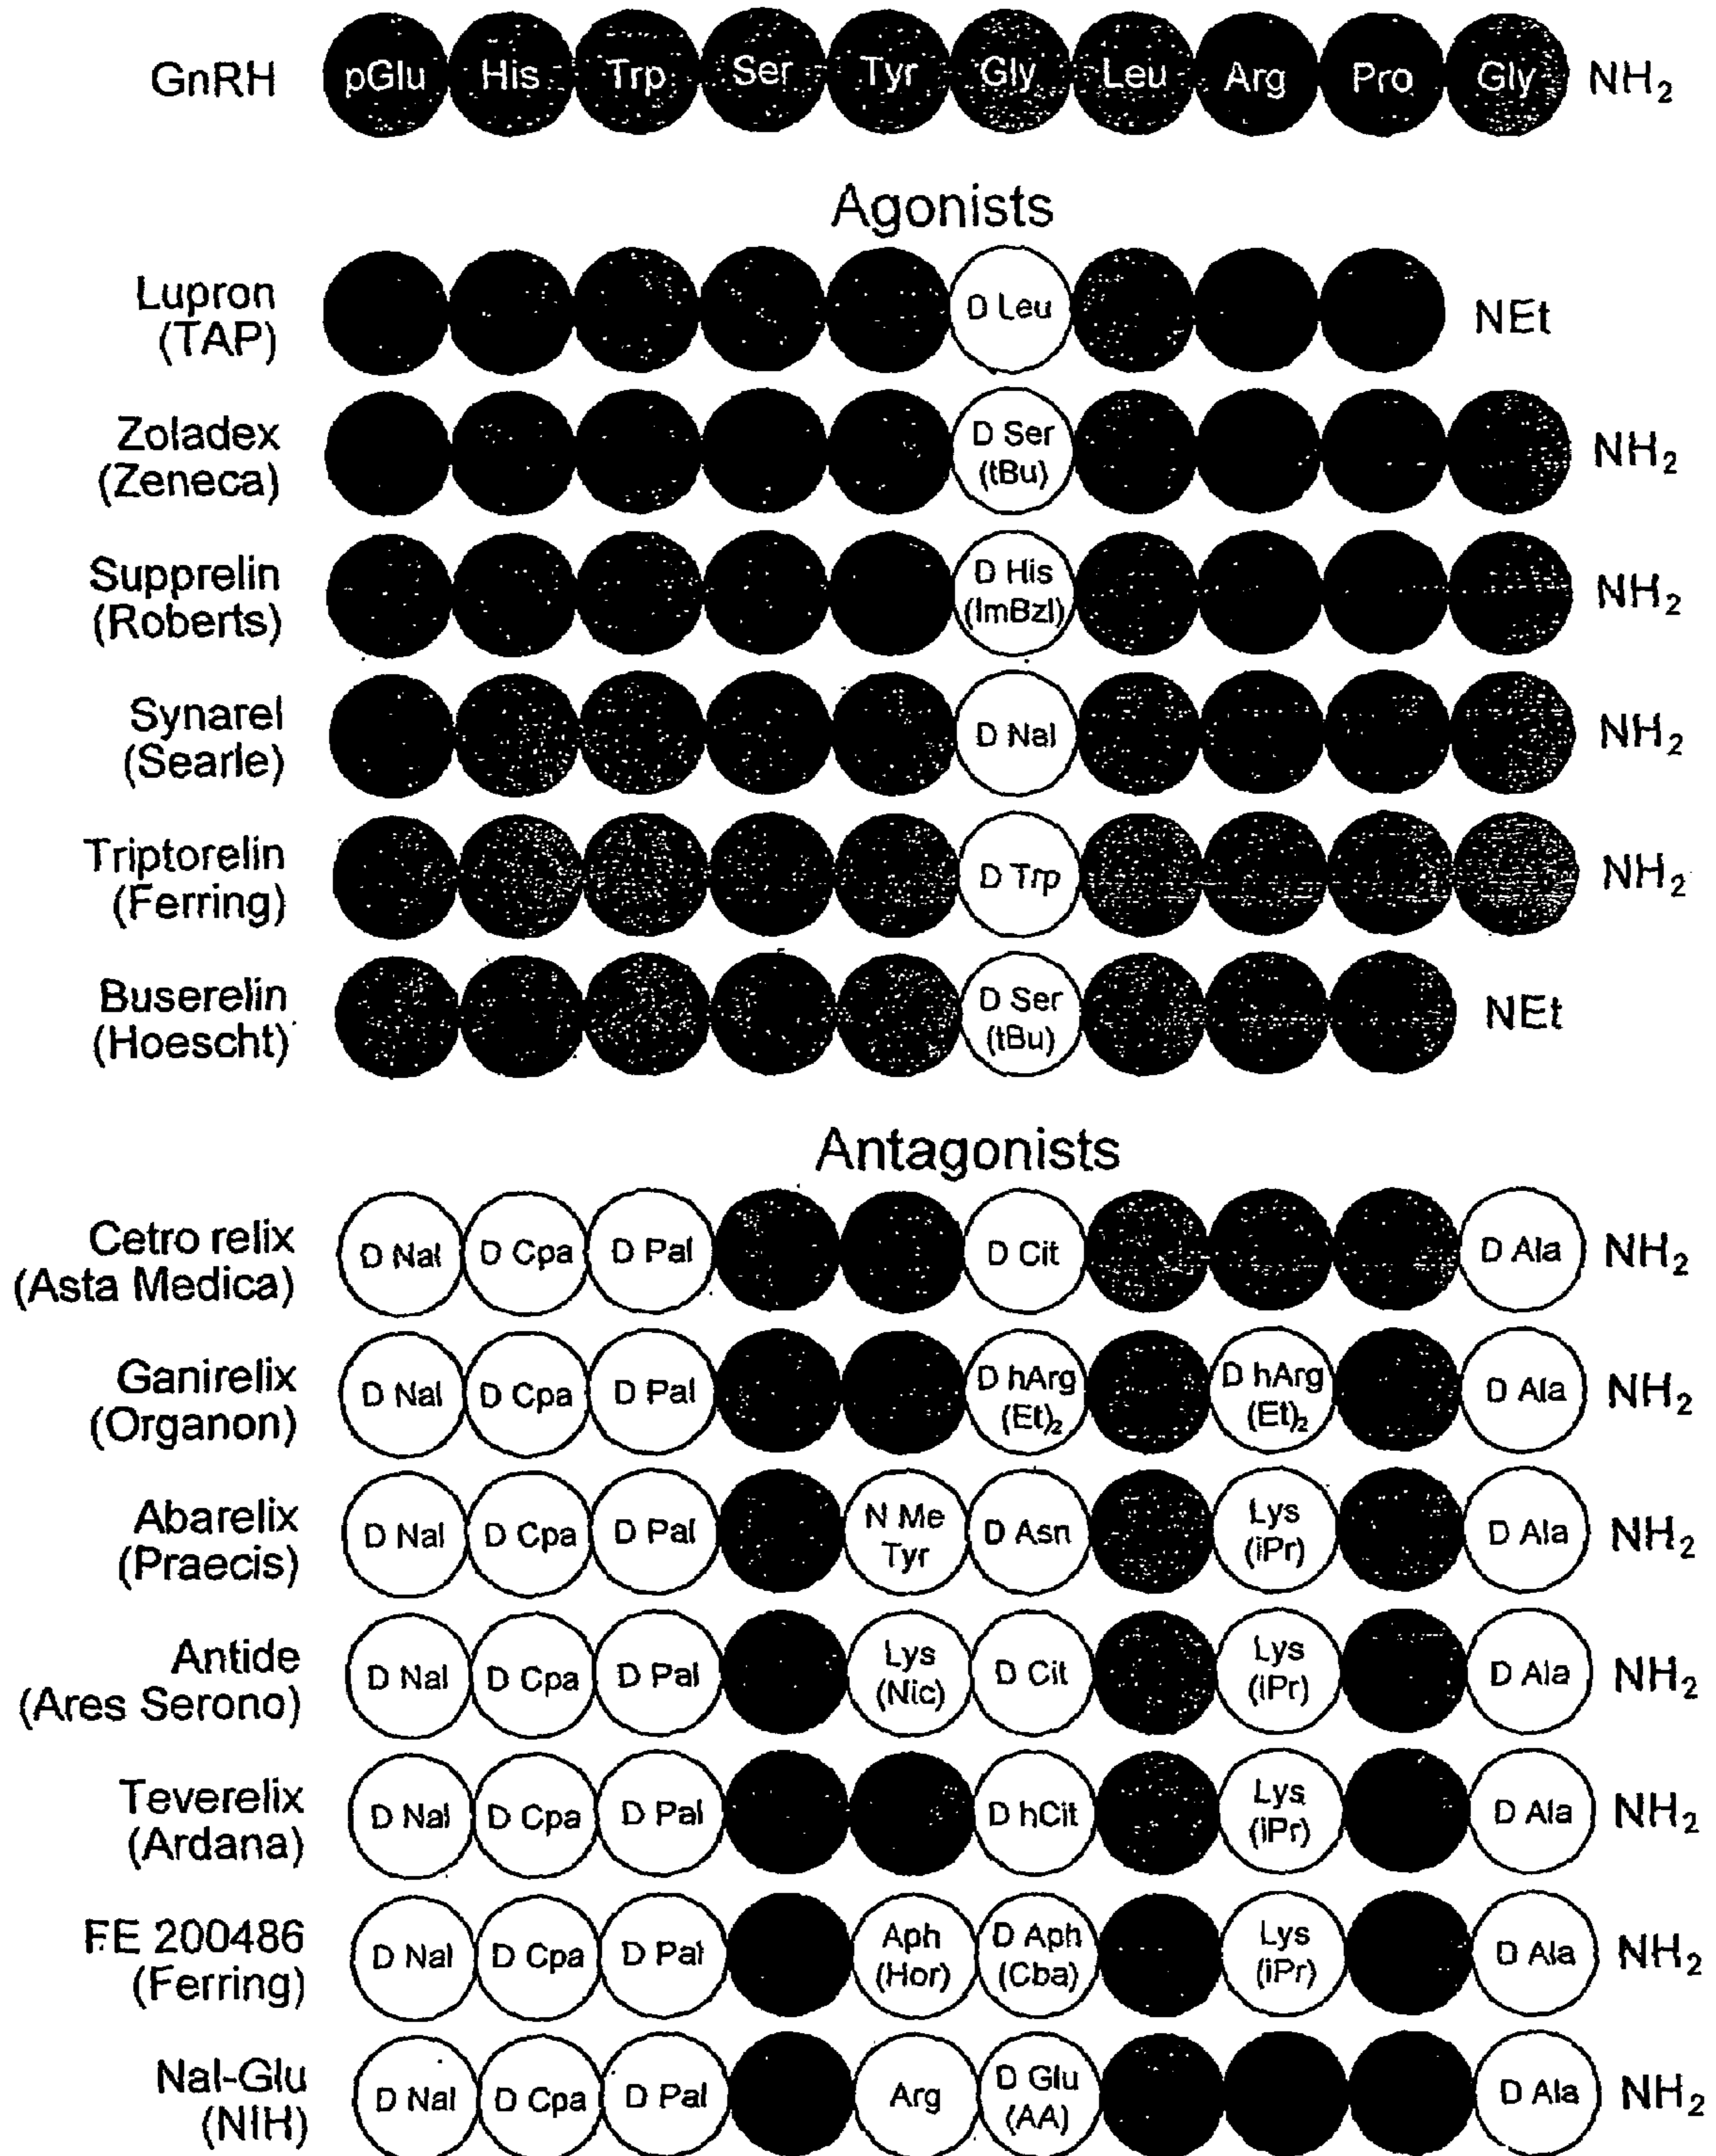 GnRH pGlu His Trp Ser Tyr Gly Leu Arg Pro Gly NH₂
Agonists
Lupron
(TAP)
D Leu
NEt
Zoladex
(Zeneca)
D Ser
(tBu)
NH₂
Supprelin
(Roberts)
D His
(ImBzl)
NH₂
Synarel
(Searle)
D Nal
NH₂
Triptorelin
(Ferring)
D Trp
NH₂
Buserelin
(Hoescht)
D Ser
(tBu)
NEt
Antagonists
Cetro relix
(Asta Medica)
D Nal D Cpa D Pal D Cit D Ala NH₂
Ganirelix
(Organon)
D Nal D Cpa D Pal
D hArg
(Et)₂
D hArg
(Et)₂
D Ala NH₂
Abarelix
(Praecis)
D Nal D Cpa D Pal
N Me
Tyr
D Asn
Lys
(iPr)
D Ala NH₂
Antide
(Ares Serono)
D Nal D Cpa D Pal
Lys
(Nic)
D Cit
Lys
(iPr)
D Ala NH₂
Teverelix
(Ardana)
D Nal D Cpa D Pal D hCit
Lys
(iPr)
D Ala NH₂
FE 200486
(Ferring)
D Nal D Cpa D Pal
Aph
(Hor)
D Aph
(Cba)
Lys
(iPr)
D Ala NH₂
Nal-Glu
(NIH)
D Nal D Cpa D Pal Arg
D Glu
(AA)
D Ala NH₂